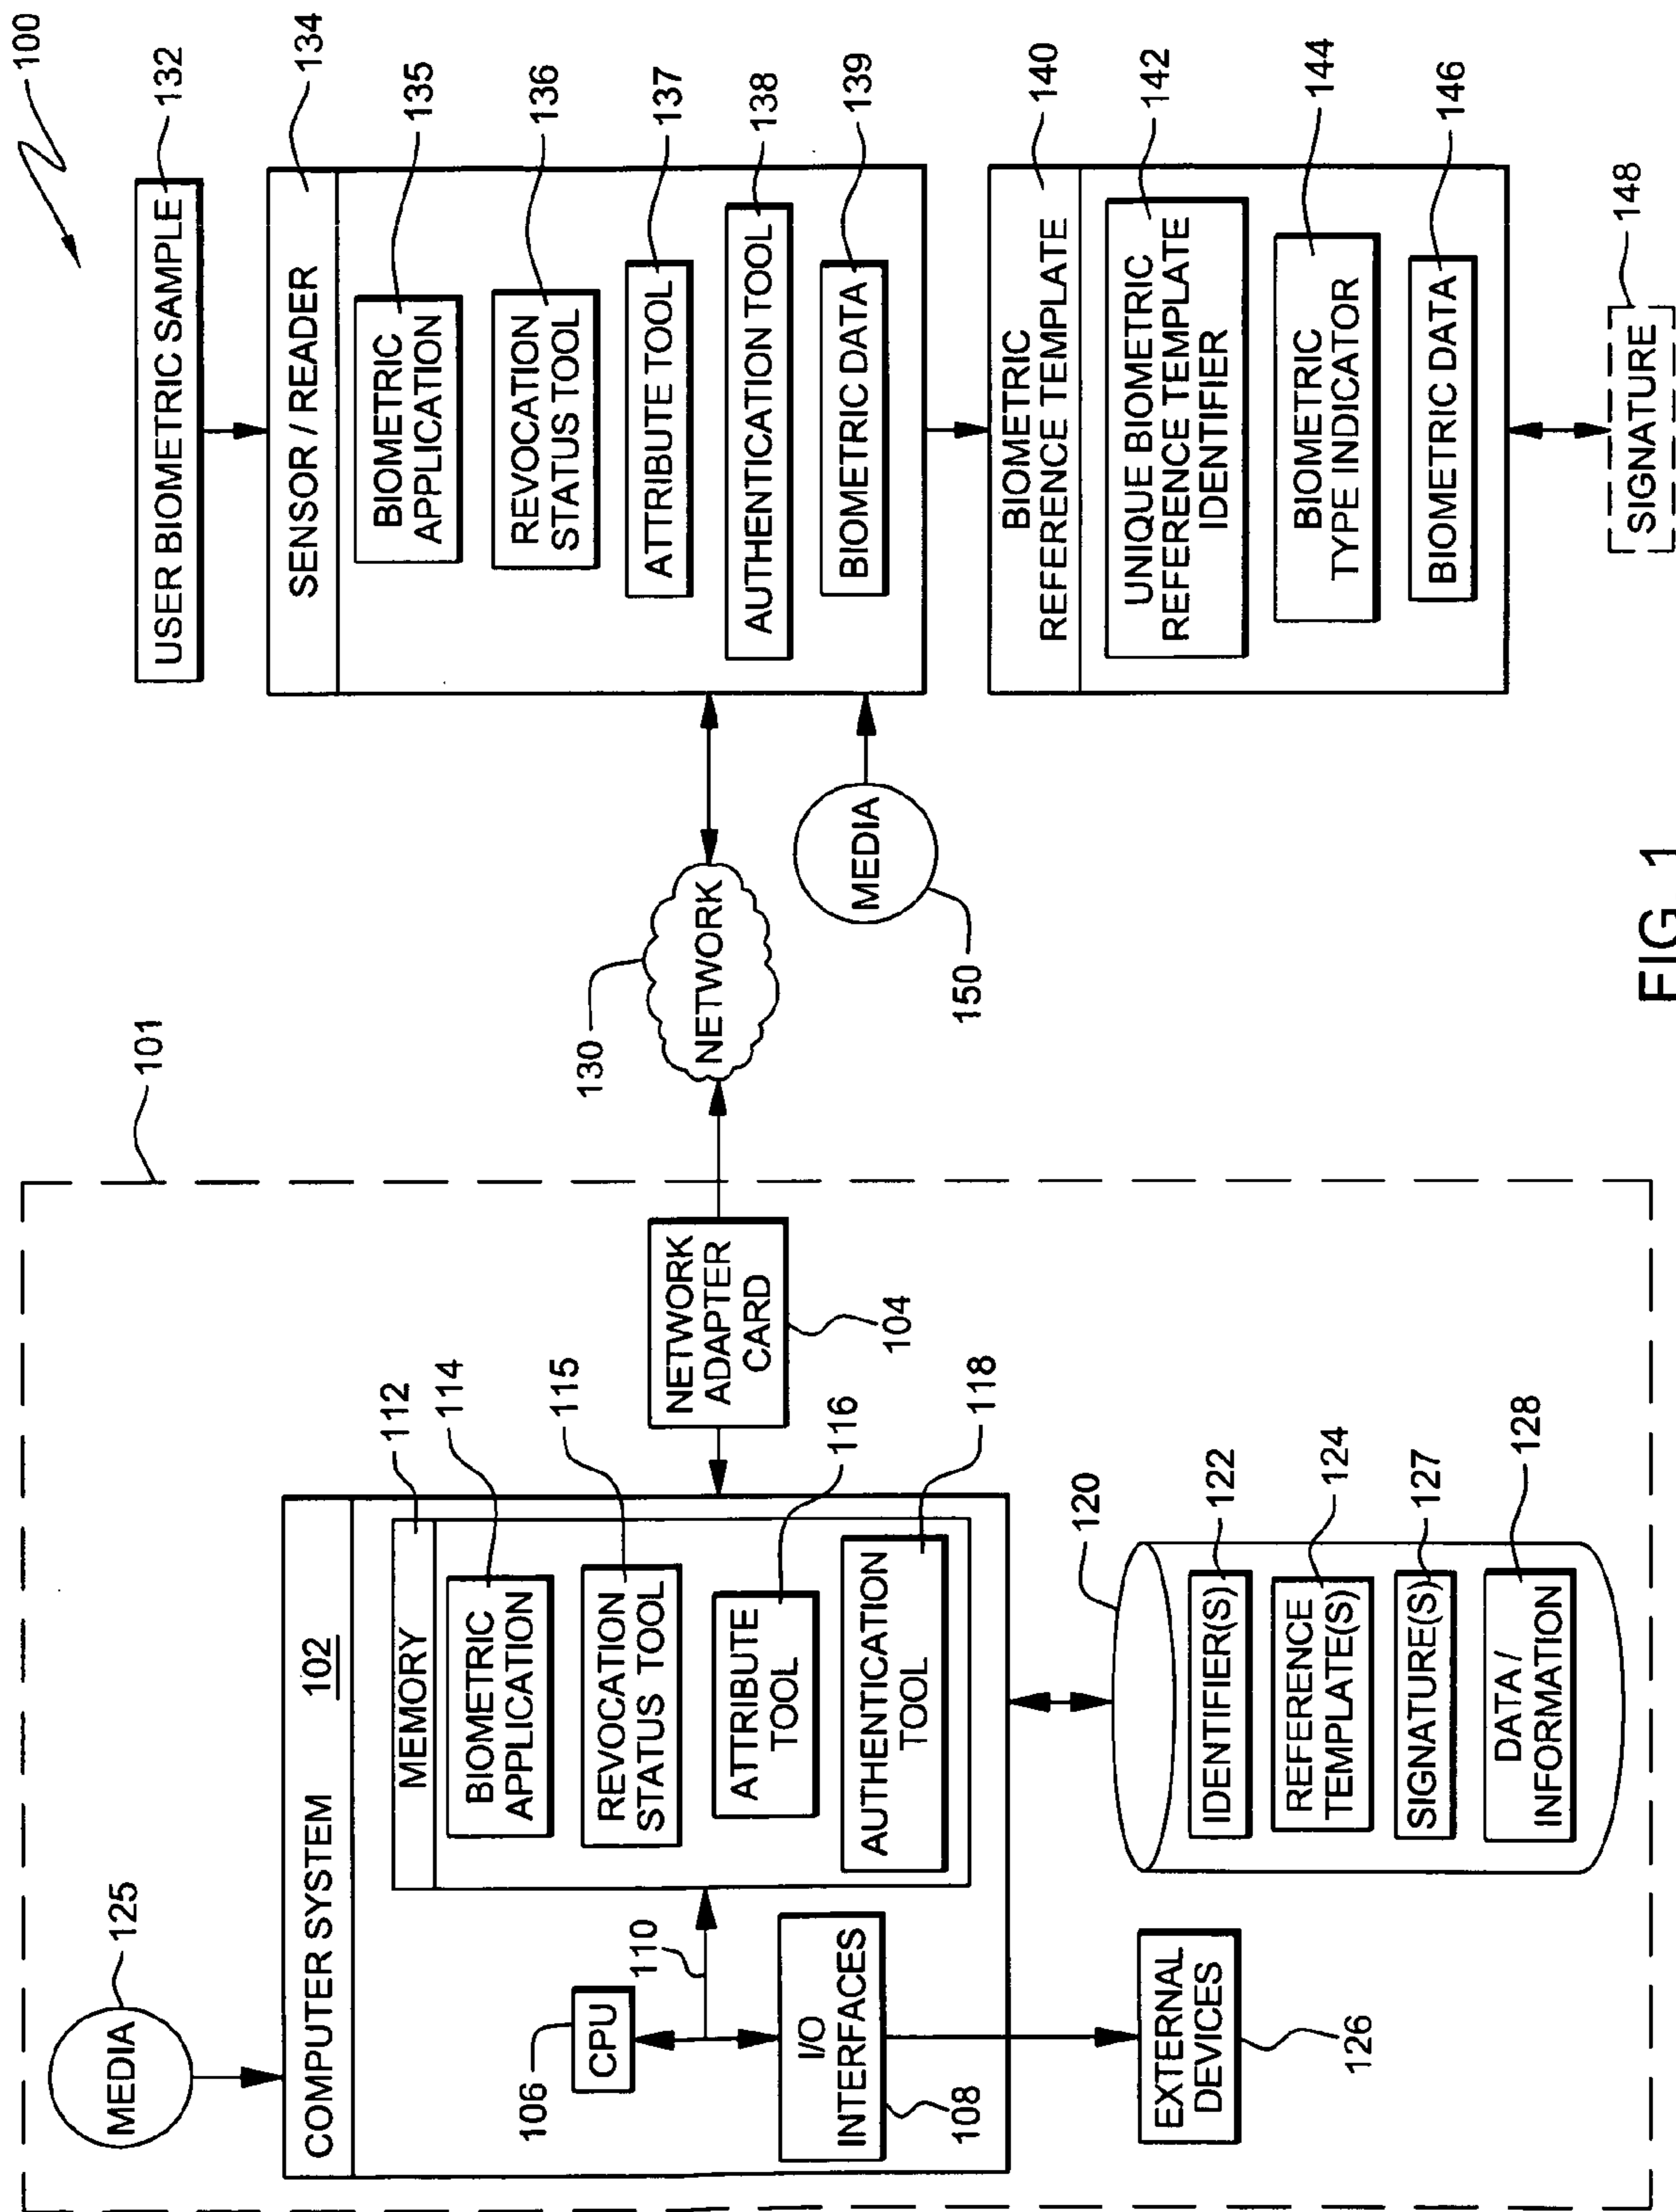 100
101
MEDIA
125
COMPUTER SYSTEM 102
MEMORY
112
BIOMETRIC
APPLICATION
114
REVOCATION
STATUS TOOL
115
ATTRIBUTE
TOOL
116
AUTHENTICATION
TOOL
118
106
CPU
110
I/O
INTERFACES
108
EXTERNAL
DEVICES
126
120
IDENTIFIER(S)
122
REFERENCE
TEMPLATE(S)
124
SIGNATURE(S)
127
DATA /
INFORMATION
128
NETWORK
ADAPTER
CARD
104
130
NETWORK
MEDIA
150
USER BIOMETRIC SAMPLE
132
SENSOR / READER
134
BIOMETRIC
APPLICATION
135
REVOCATION
STATUS TOOL
136
ATTRIBUTE TOOL
137
AUTHENTICATION TOOL
138
BIOMETRIC DATA
139
BIOMETRIC
REFERENCE TEMPLATE
140
UNIQUE BIOMETRIC
REFERENCE TEMPLATE
IDENTIFIER
142
BIOMETRIC
TYPE INDICATOR
144
BIOMETRIC DATA
146
SIGNATURE
148
FIG. 1